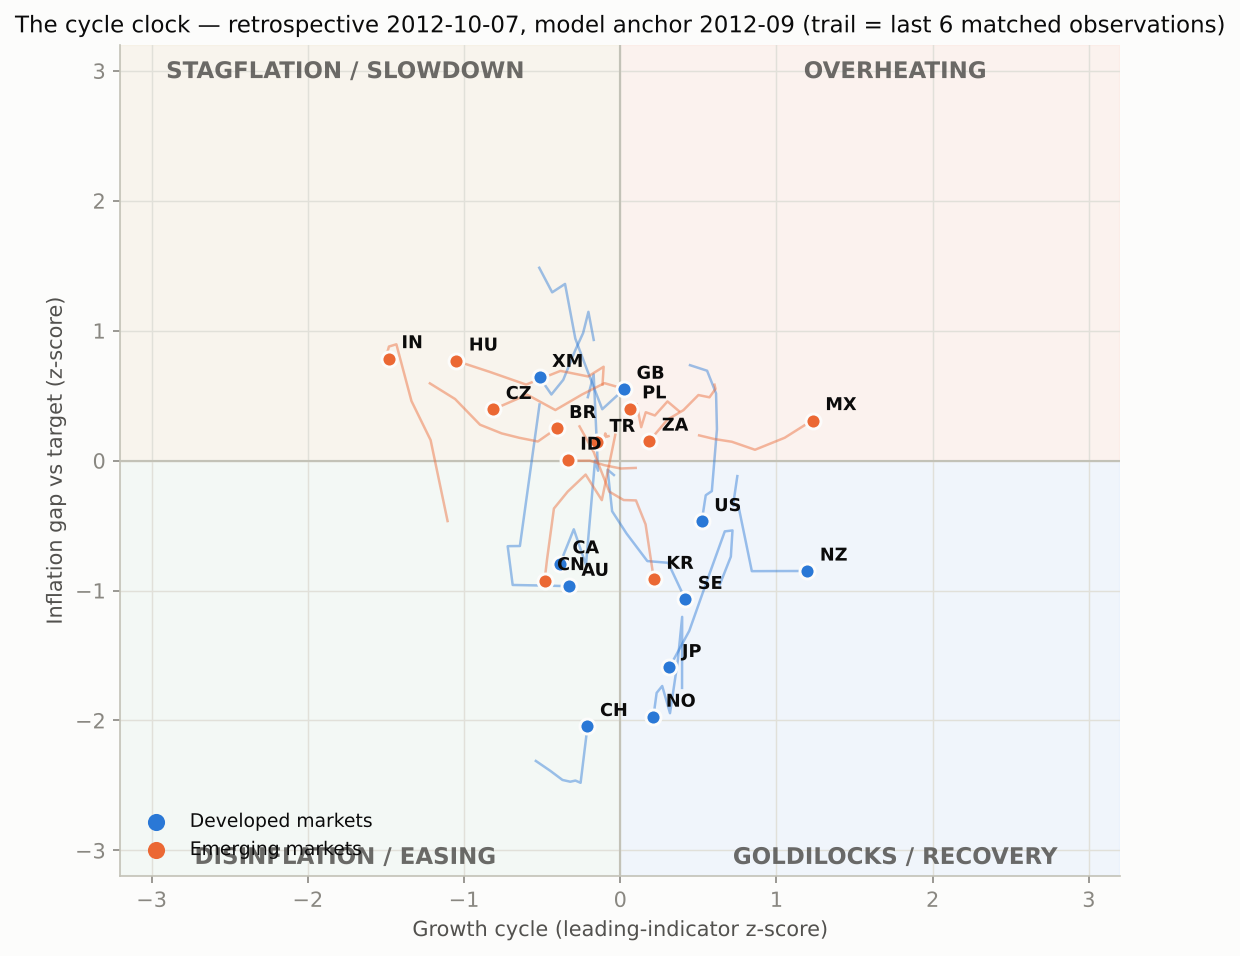 The cycle clock — retrospective 2012-10-07, model anchor 2012-09 (trail = last 6 matched observations)
STAGFLATION / SLOWDOWN
OVERHEATING
3
2
1
0
−1
−2
−3
Inflation gap vs target (z-score)
IN
HU
XM
CZ
GB
PL
BR
TR
ZA
MX
ID
US
CA
CN
AU
KR
SE
NZ
JP
NO
CH
Developed markets
Emerging markets
DISINFLATION / EASING
GOLDILOCKS / RECOVERY
−3
−2
−1
0
1
2
3
Growth cycle (leading-indicator z-score)